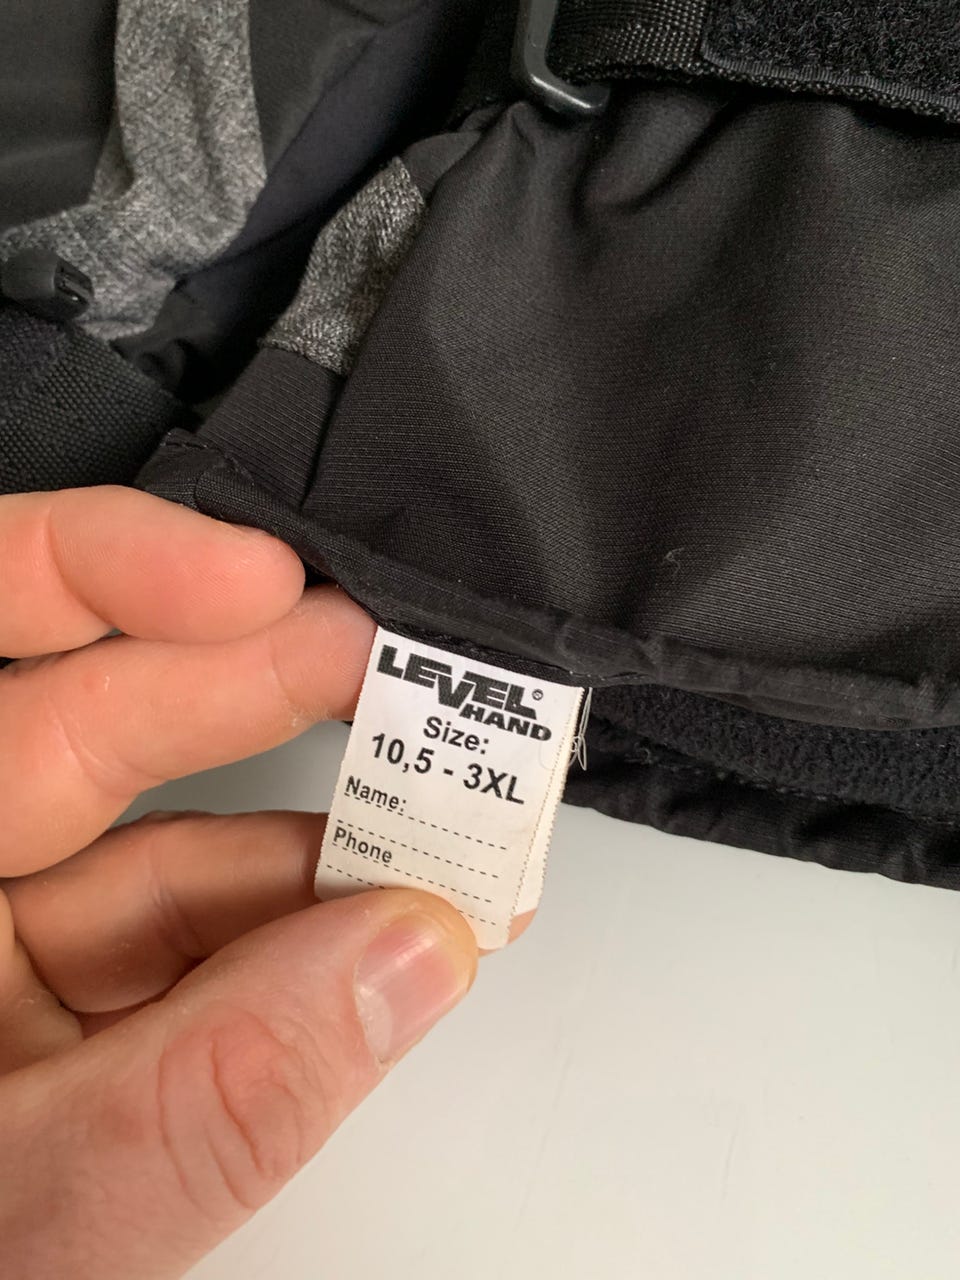 LEVEL®
HAND
Size:
10,5 - 3XL
Name:
Phone